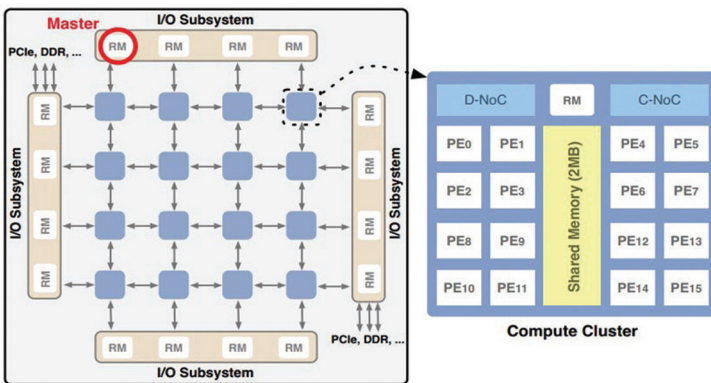 Master
I/O Subsystem
RM RM RM RM
PCIe, DDR, ...
I/O Subsystem
RM
RM
RM
RM
I/O Subsystem
RM
RM
RM
RM
PCIe, DDR, ...
RM RM RM RM
I/O Subsystem
D-NoC RM C-NoC
PE0 PE1 PE4 PE5
PE2 PE3 PE6 PE7
PE8 PE9 PE12 PE13
PE10 PE11 PE14 PE15
Shared Memory (2MB)
Compute Cluster